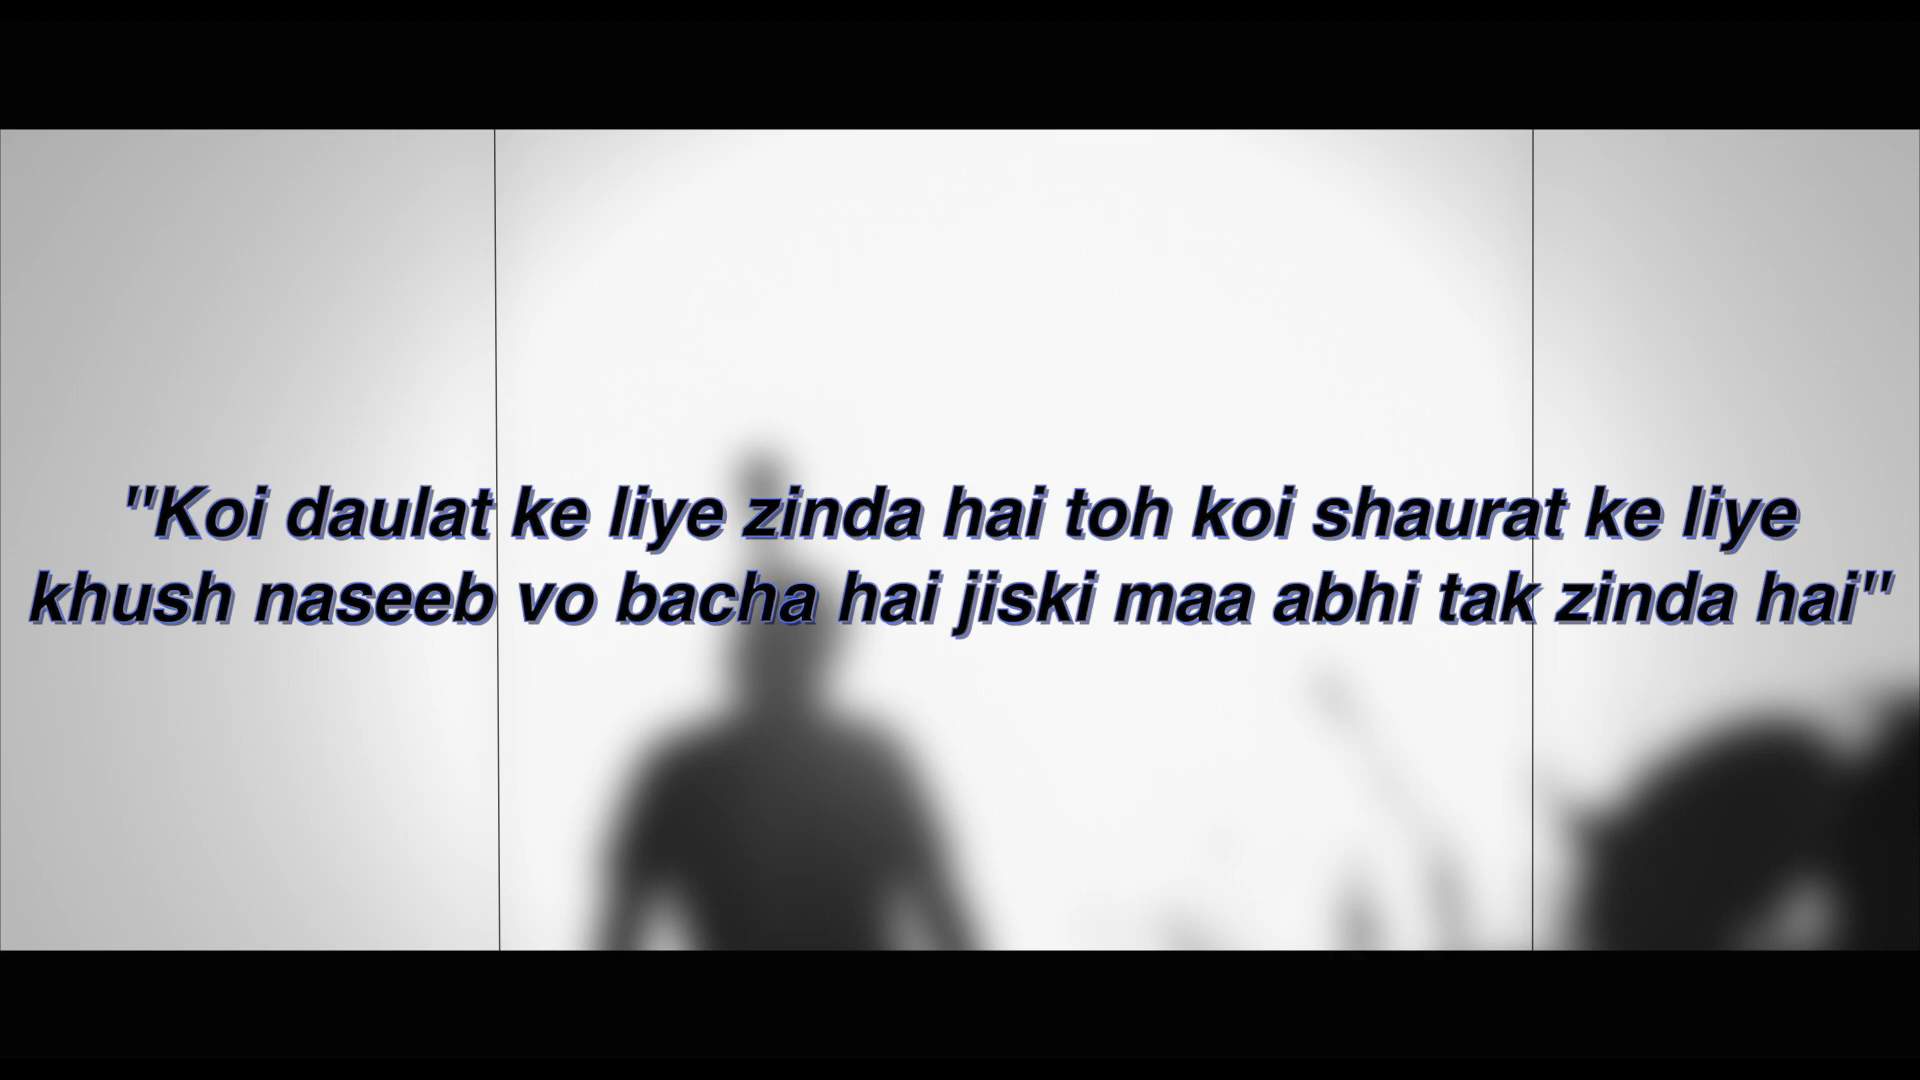 "Koi daulat ke liye zinda hai toh koi shaurat ke liye
khush naseeb vo bacha hai jiski maa abhi tak zinda hai"